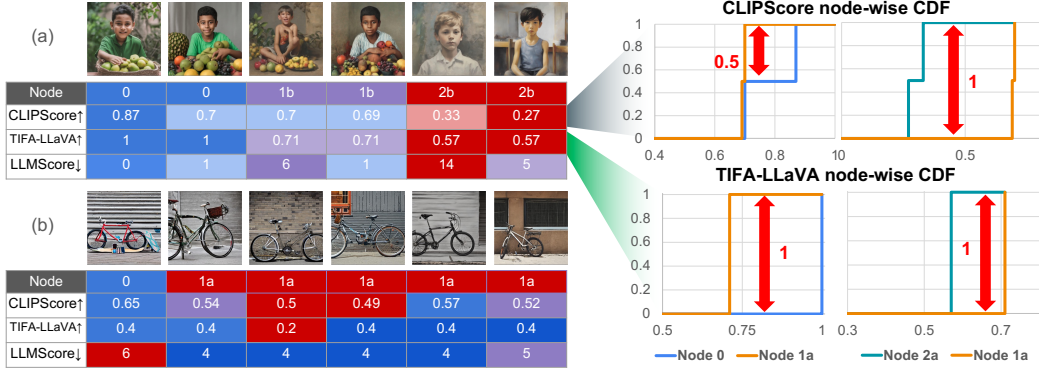 (a)
Node 0 0 1b 1b 2b 2b
CLIPScore↑ 0.87 0.7 0.7 0.69 0.33 0.27
TIFA-LLaVA↑ 1 1 0.71 0.71 0.57 0.57
LLMScore↓ 0 1 6 1 14 5
(b)
Node 0 1a 1a 1a 1a 1a
CLIPScore↑ 0.65 0.54 0.5 0.49 0.57 0.52
TIFA-LLaVA↑ 0.4 0.4 0.2 0.4 0.4 0.4
LLMScore↓ 6 4 4 4 4 5
CLIPScore node-wise CDF
1
0.8
0.6
0.4
0.2
0
0.5
1
0.4 0.6 0.8 1 0 0.5
TIFA-LLaVA node-wise CDF
1
0.8
0.6
0.4
0.2
0
1
1
0.5 0.75 1 0.3 0.5 0.7
Node 0 Node 1a Node 2a Node 1a